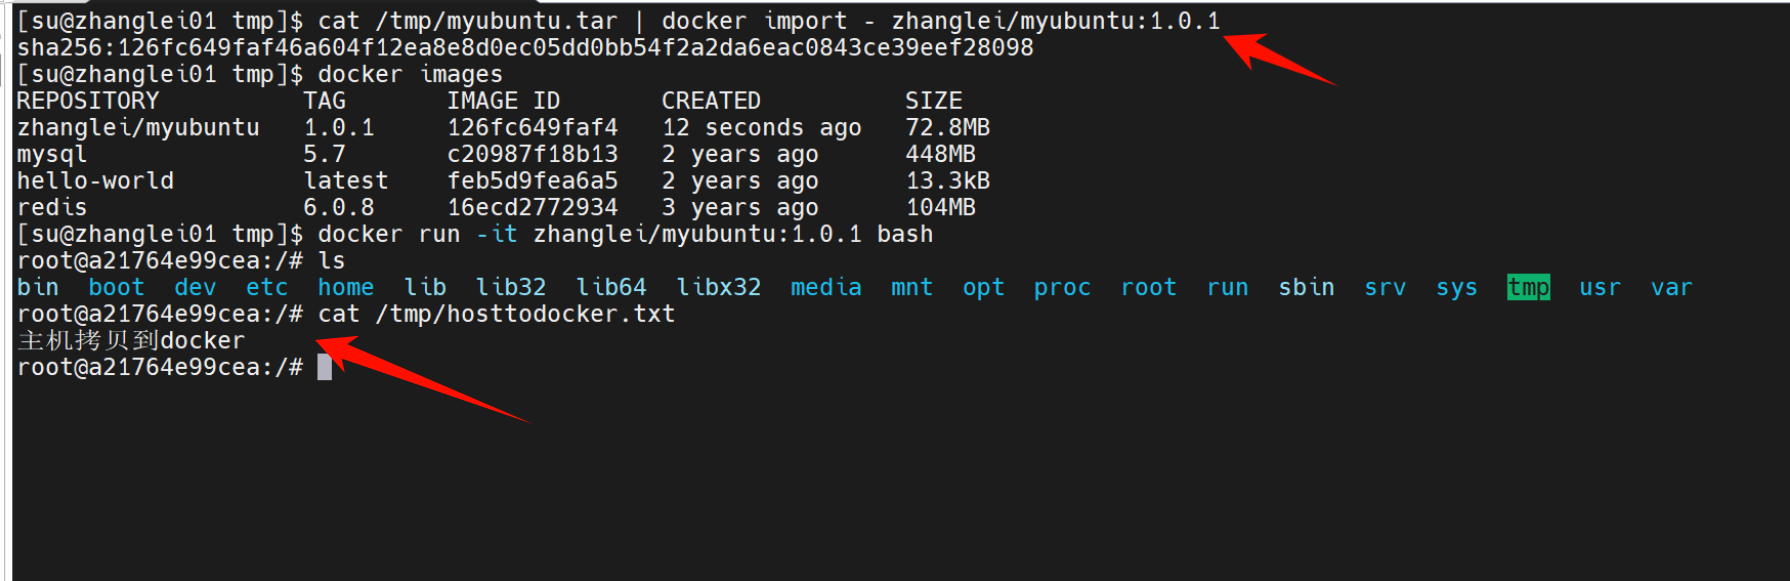 [su@zhanglei01 tmp]$ cat /tmp/myubuntu.tar | docker import - zhanglei/myubuntu:1.0.1
sha256:126fc649faf46a604f12ea8e8d0ec05dd0bb54f2a2da6eac0843ce39eef28098
[su@zhanglei01 tmp]$ docker images
REPOSITORY          TAG       IMAGE ID       CREATED          SIZE
zhanglei/myubuntu   1.0.1     126fc649faf4   12 seconds ago   72.8MB
mysql               5.7       c20987f18b13   2 years ago      448MB
hello-world         latest    feb5d9fea6a5   2 years ago      13.3kB
redis               6.0.8     16ecd2772934   3 years ago      104MB
[su@zhanglei01 tmp]$ docker run -it zhanglei/myubuntu:1.0.1 bash
root@a21764e99cea:/# ls
bin  boot  dev  etc  home  lib  lib32  lib64  libx32  media  mnt  opt  proc  root  run  sbin  srv  sys  tmp  usr  var
root@a21764e99cea:/# cat /tmp/hosttodocker.txt
主机拷贝到docker
root@a21764e99cea:/#